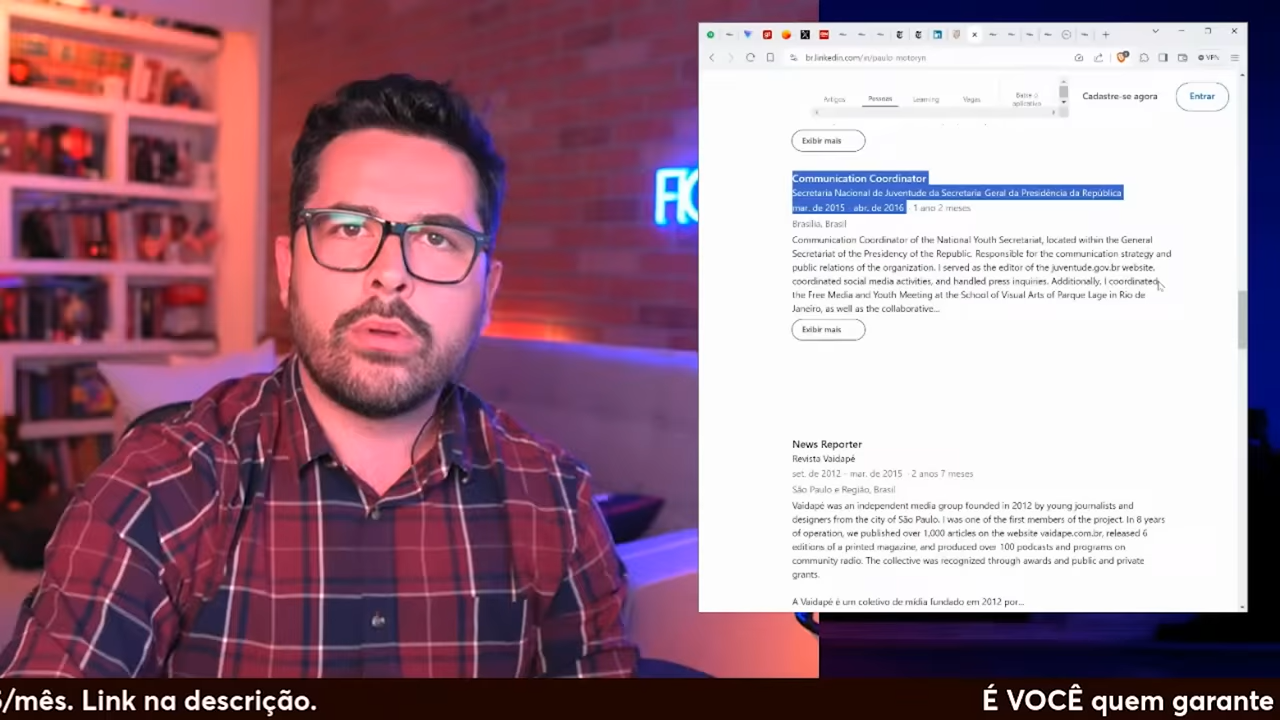 br.linkedin.com/in/paulo-motoryn
VPN
Artigos
Pessoas
Learning
Vagas
Baixe o
aplicativo
Cadastre-se agora
Entrar
Exibir mais
Communication Coordinator
Secretaria Nacional de Juventude da Secretaria-Geral da Presidência da República
mar. de 2015 - abr. de 2016 · 1 ano 2 meses
Brasília, Brasil
Communication Coordinator of the National Youth Secretariat, located within the General
Secretariat of the Presidency of the Republic. Responsible for the communication strategy and
public relations of the organization. I served as the editor of the juventude.gov.br website,
coordinated social media activities, and handled press inquiries. Additionally, I coordinated
the Free Media and Youth Meeting at the School of Visual Arts of Parque Lage in Rio de
Janeiro, as well as the collaborative...
Exibir mais
News Reporter
Revista Vaidapé
set. de 2012 - mar. de 2015 · 2 anos 7 meses
São Paulo e Região, Brasil
Vaidapé was an independent media group founded in 2012 by young journalists and
designers from the city of São Paulo. I was one of the first members of the project. In 8 years
of operation, we published over 1,000 articles on the website vaidape.com.br, released 6
editions of a printed magazine, and produced over 100 podcasts and programs on
community radio. The collective was recognized through awards and public and private
grants.
A Vaidapé é um coletivo de mídia fundado em 2012 por...
/mês. Link na descrição.
É VOCÊ quem garante